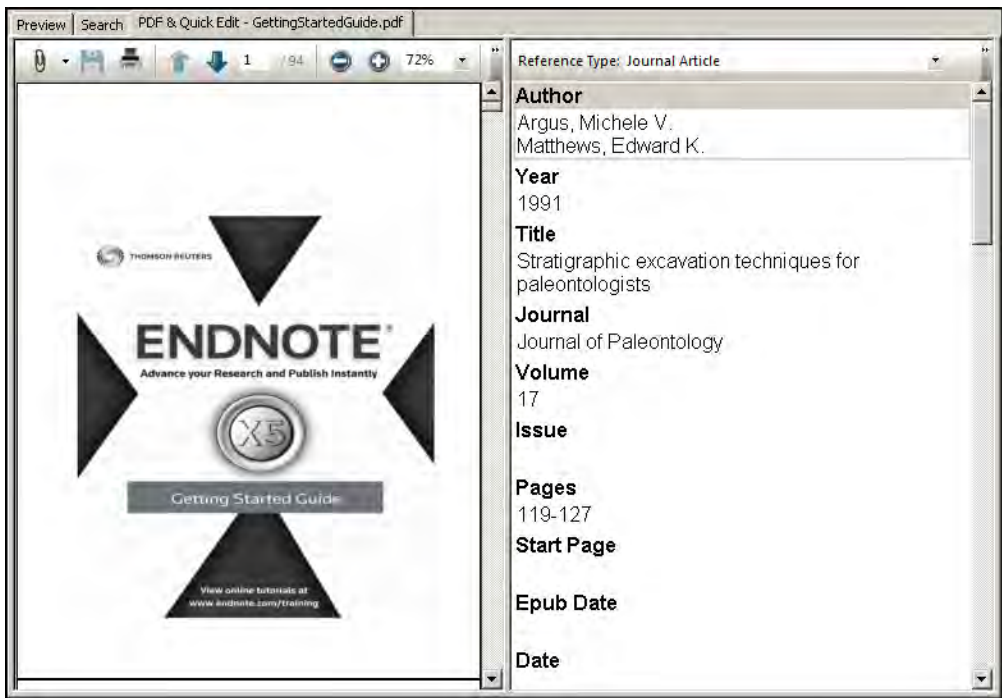 Preview Search PDF & Quick Edit - GettingStartedGuide.pdf
1 / 94 72%
THOMSON REUTERS
ENDNOTE®
Advance your Research and Publish Instantly
X5
Getting Started Guide
View online tutorials at
www.endnote.com/training
Reference Type: Journal Article
Author
Argus, Michele V.
Matthews, Edward K.
Year
1991
Title
Stratigraphic excavation techniques for
paleontologists
Journal
Journal of Paleontology
Volume
17
Issue
Pages
119-127
Start Page
Epub Date
Date